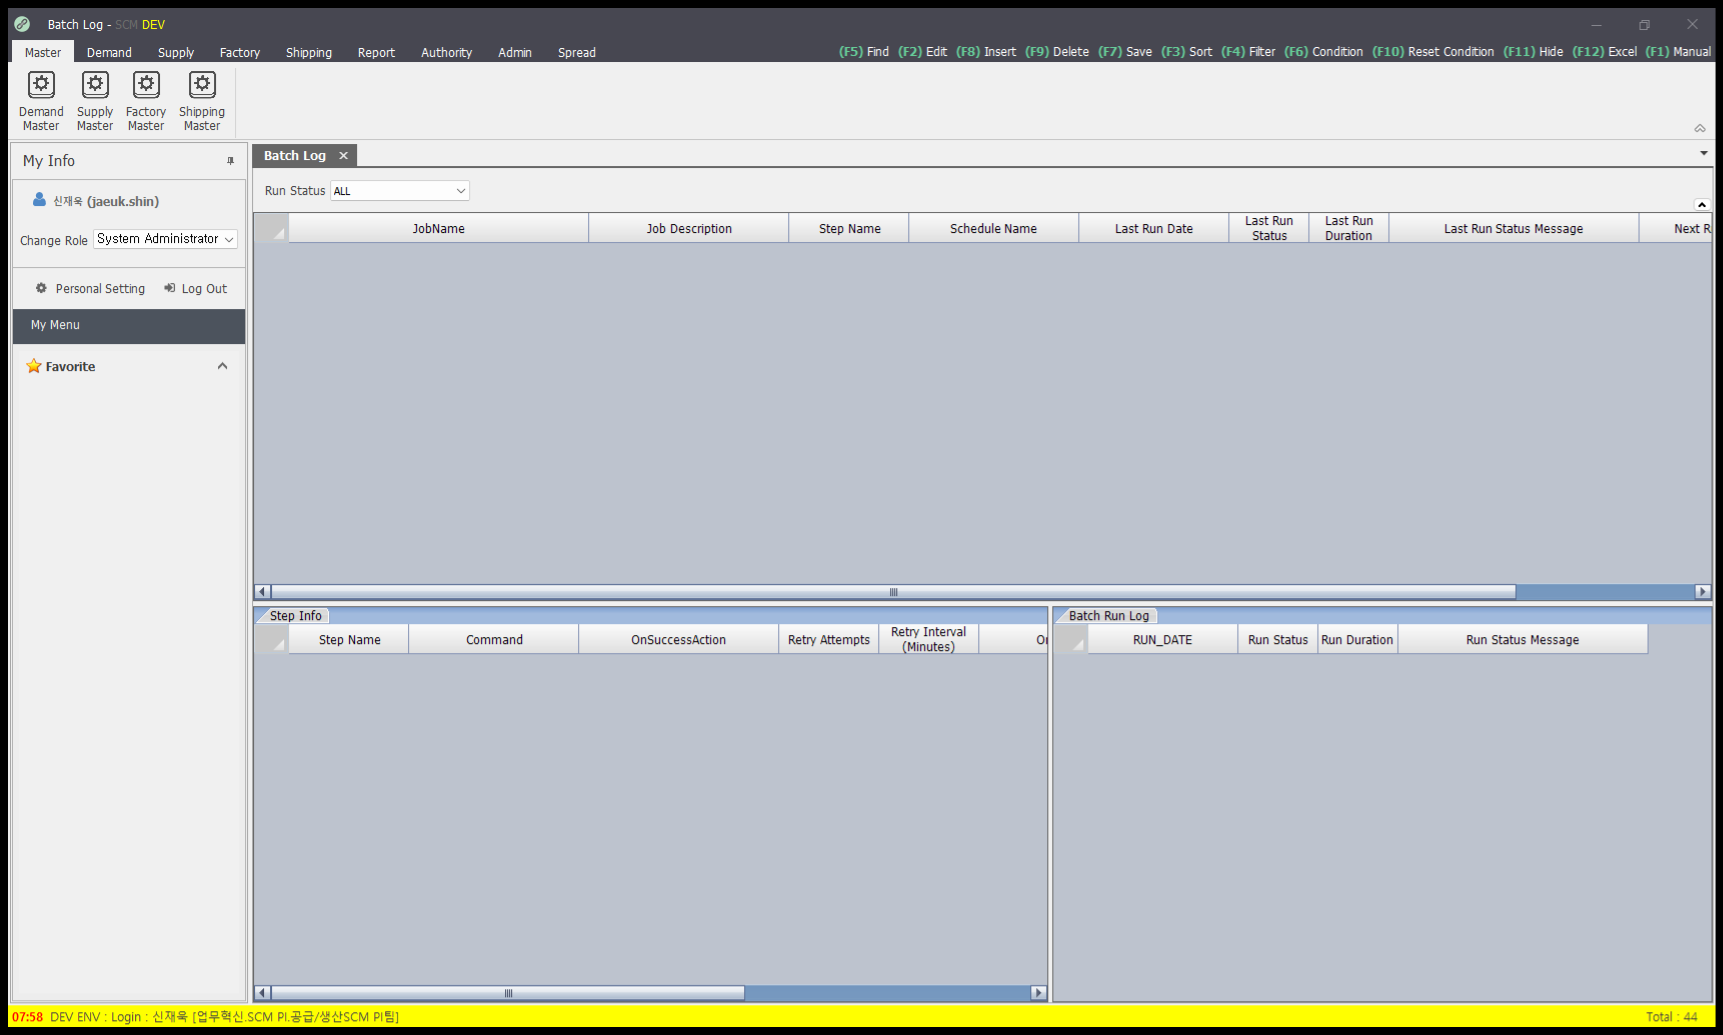 Batch Log - SCM DEV
Master Demand Supply Factory Shipping Report Authority Admin Spread
(F5) Find (F2) Edit (F8) Insert (F9) Delete (F7) Save (F3) Sort (F4) Filter (F6) Condition (F10) Reset Condition (F11) Hide (F12) Excel (F1) Manual
Demand Master
Supply Master
Factory Master
Shipping Master
My Info
신재욱 (jaeuk.shin)
Change Role System Administrator
Personal Setting Log Out
My Menu
Favorite
Batch Log
Run Status ALL
JobName Job Description Step Name Schedule Name Last Run Date Last Run Status Last Run Duration Last Run Status Message Next R
Step Info
Step Name Command OnSuccessAction Retry Attempts Retry Interval (Minutes) Or
Batch Run Log
RUN_DATE Run Status Run Duration Run Status Message
07:58 DEV ENV : Login : 신재욱 [업무혁신.SCM PI.공급/생산SCM PI팀]
Total : 44